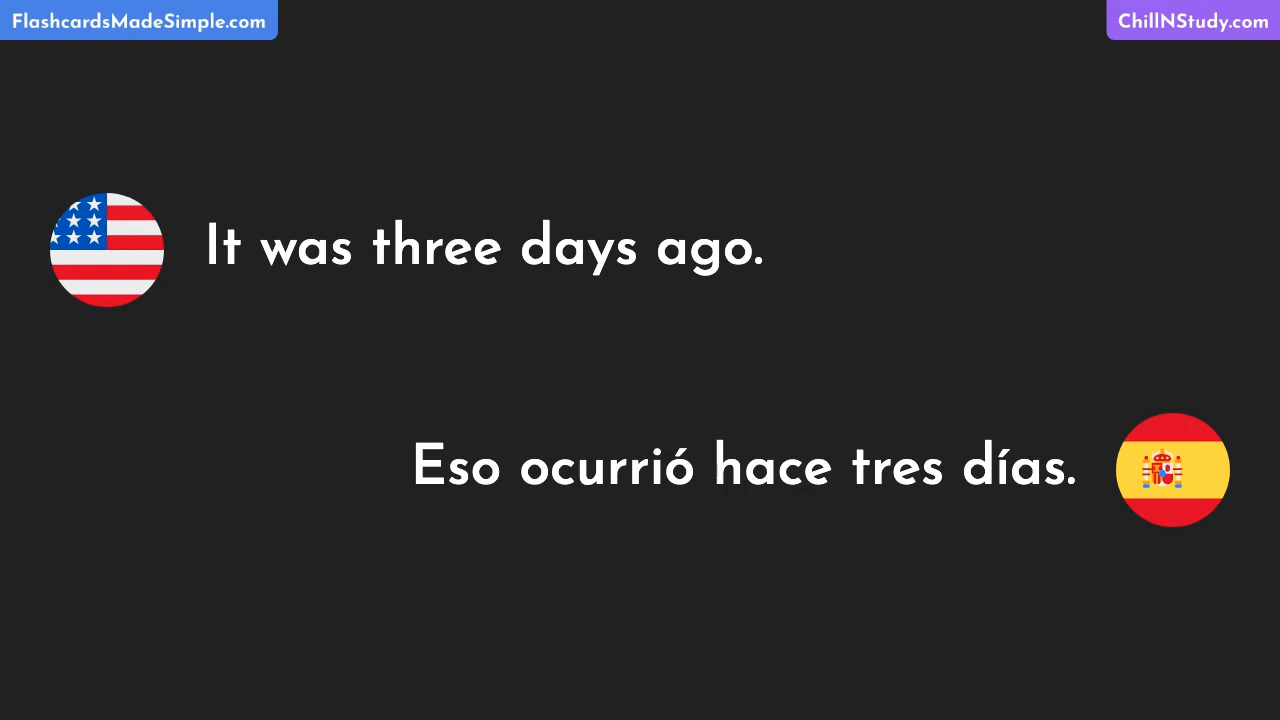 FlashcardsMadeSimple.com
ChillNStudy.com
It was three days ago.
Eso ocurrió hace tres días.